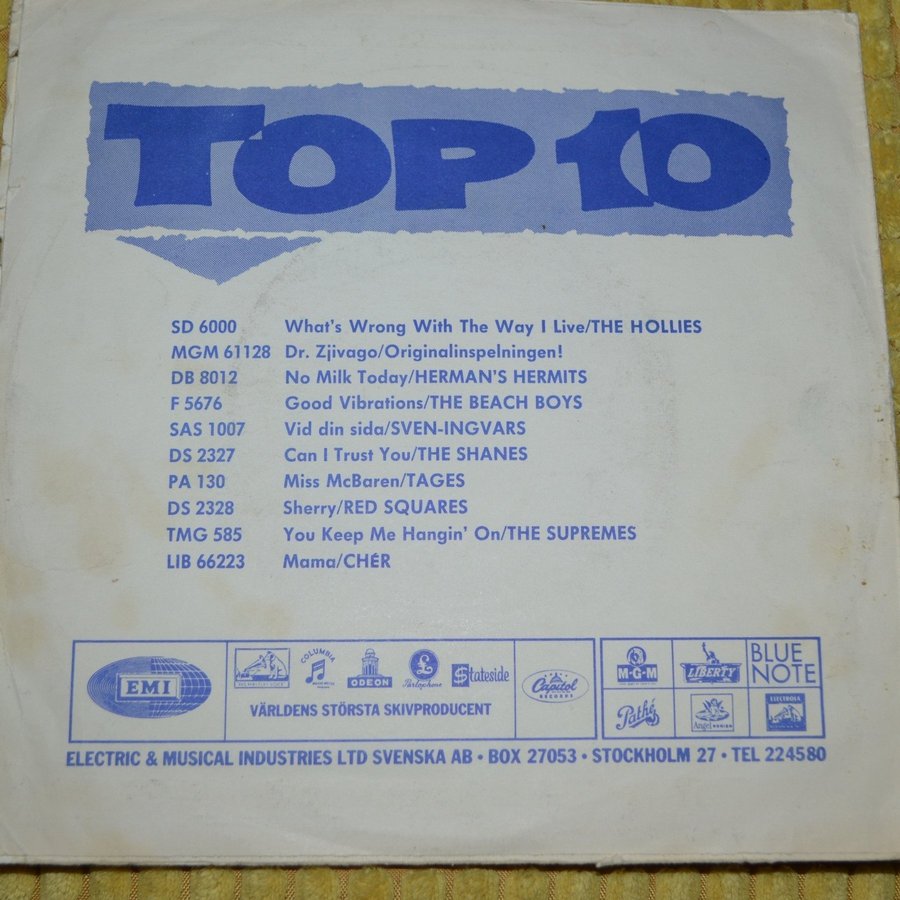 TOP 10
SD 6000 What's Wrong With The Way I Live/THE HOLLIES
MGM 61128 Dr. Zjivago/Originalinspelningen!
DB 8012 No Milk Today/HERMAN'S HERMITS
F 5676 Good Vibrations/THE BEACH BOYS
SAS 1007 Vid din sida/SVEN-INGVARS
DS 2327 Can I Trust You/THE SHANES
PA 130 Miss McBaren/TAGES
DS 2328 Sherry/RED SQUARES
TMG 585 You Keep Me Hangin' On/THE SUPREMES
LIB 66223 Mama/CHÉR
EMI
COLUMBIA
ODEON
Parlophone
Stateside
VÄRLDENS STÖRSTA SKIVPRODUCENT
Capitol
RECORDS
M-G-M
LIBERTY
BLUE
NOTE
Pathé
Angel
ELECTROLA
ELECTRIC & MUSICAL INDUSTRIES LTD SVENSKA AB • BOX 27053 • STOCKHOLM 27 • TEL 224580